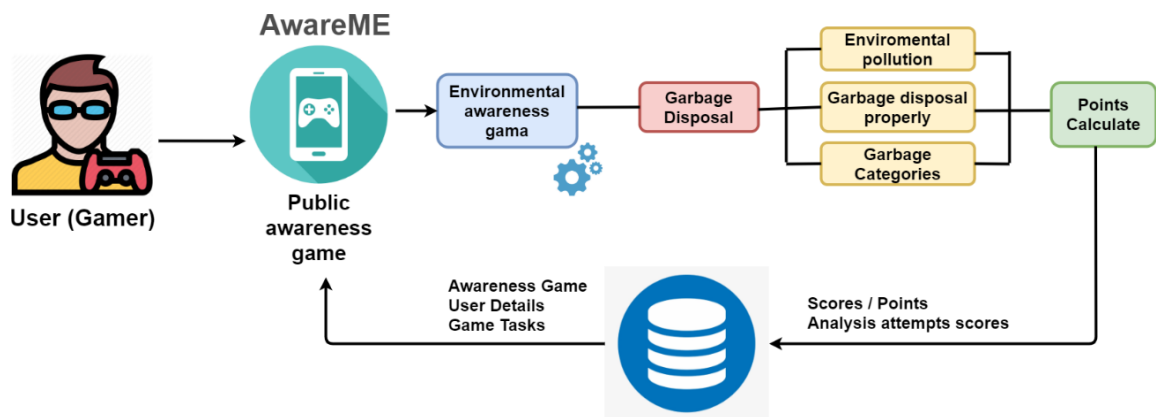 AwareME
User (Gamer)
Public
awareness
game
Environmental
awareness
gama
Garbage
Disposal
Enviromental
pollution
Garbage disposal
properly
Garbage
Categories
Points
Calculate
Awareness Game
User Details
Game Tasks
Scores / Points
Analysis attempts scores